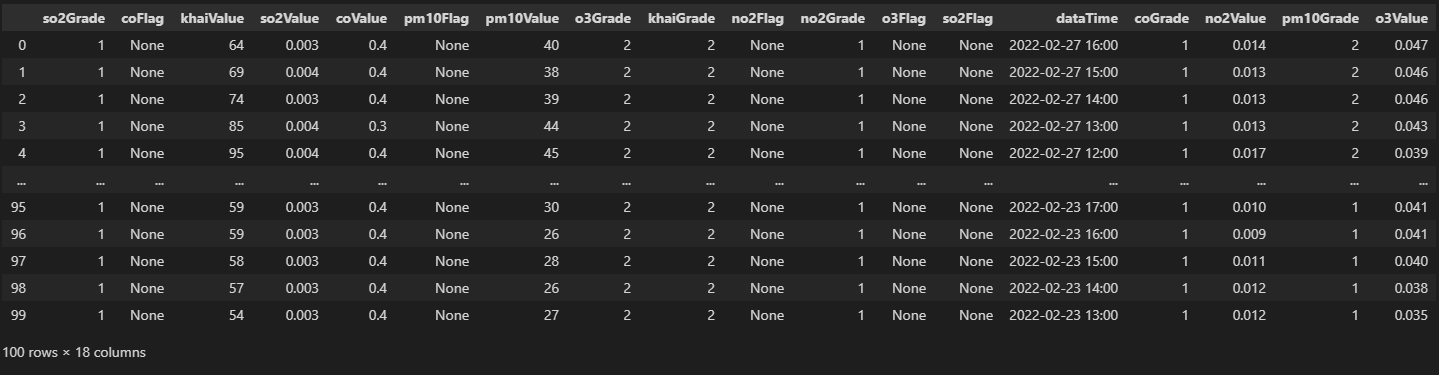 so2Grade coFlag khaiValue so2Value coValue pm10Flag pm10Value o3Grade khaiGrade no2Flag no2Grade o3Flag so2Flag dataTime coGrade no2Value pm10Grade o3Value
0 1 None 64 0.003 0.4 None 40 2 2 None 1 None None 2022-02-27 16:00 1 0.014 2 0.047
1 1 None 69 0.004 0.4 None 38 2 2 None 1 None None 2022-02-27 15:00 1 0.013 2 0.046
2 1 None 74 0.003 0.4 None 39 2 2 None 1 None None 2022-02-27 14:00 1 0.013 2 0.046
3 1 None 85 0.004 0.3 None 44 2 2 None 1 None None 2022-02-27 13:00 1 0.013 2 0.043
4 1 None 95 0.004 0.4 None 45 2 2 None 1 None None 2022-02-27 12:00 1 0.017 2 0.039
... ... ... ... ... ... ... ... ... ... ... ... ... ... ... ... ... ... ...
95 1 None 59 0.003 0.4 None 30 2 2 None 1 None None 2022-02-23 17:00 1 0.010 1 0.041
96 1 None 59 0.003 0.4 None 26 2 2 None 1 None None 2022-02-23 16:00 1 0.009 1 0.041
97 1 None 58 0.003 0.4 None 28 2 2 None 1 None None 2022-02-23 15:00 1 0.011 1 0.040
98 1 None 57 0.003 0.4 None 26 2 2 None 1 None None 2022-02-23 14:00 1 0.012 1 0.038
99 1 None 54 0.003 0.4 None 27 2 2 None 1 None None 2022-02-23 13:00 1 0.012 1 0.035
100 rows × 18 columns